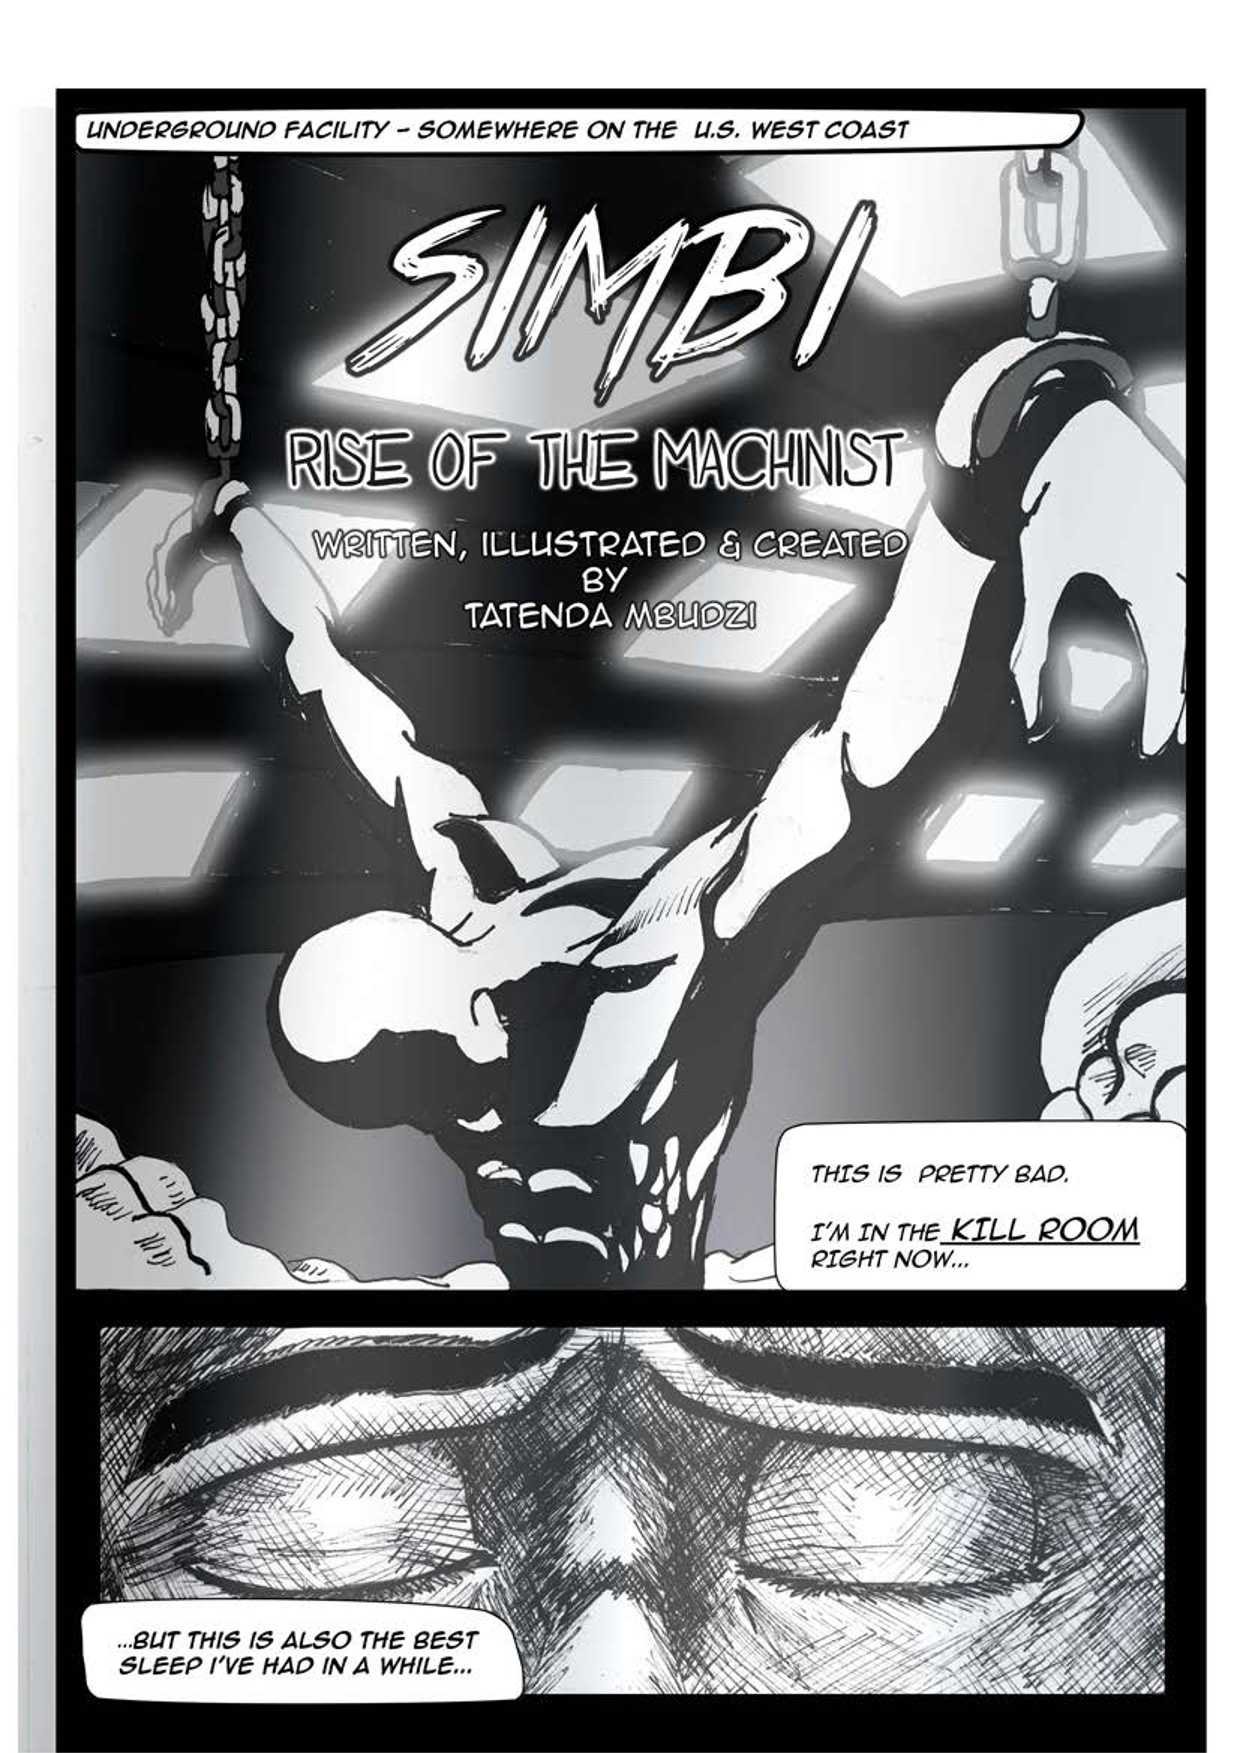 UNDERGROUND FACILITY – SOMEWHERE ON THE U.S. WEST COAST
SIMBI
RISE OF THE MACHINIST
WRITTEN, ILLUSTRATED & CREATED
BY
TATENDA MBUDZI
THIS IS PRETTY BAD.
I'M IN THE KILL ROOM
RIGHT NOW...
...BUT THIS IS ALSO THE BEST
SLEEP I'VE HAD IN A WHILE...